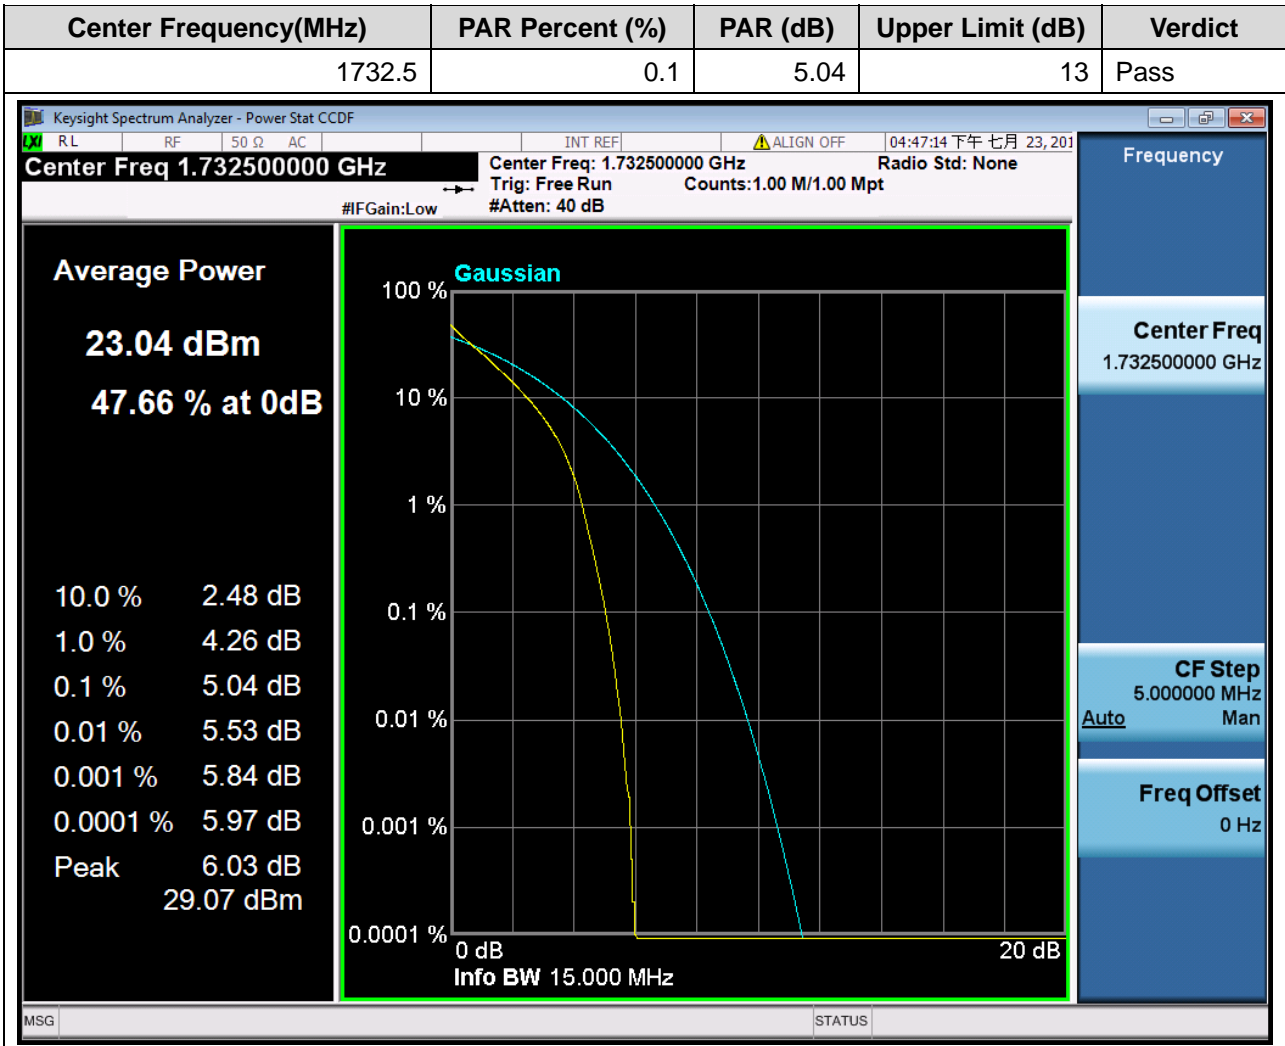 Center Frequency(MHz) PAR Percent (%) PAR (dB) Upper Limit (dB) Verdict
1732.5 0.1 5.04 13 Pass
Keysight Spectrum Analyzer - Power Stat CCDF
LXI RL RF 50 Ω AC INT REF ALIGN OFF 04:47:14 下午 七月 23, 201
Center Freq 1.732500000 GHz
Center Freq: 1.732500000 GHz Radio Std: None
Trig: Free Run Counts:1.00 M/1.00 Mpt
#IFGain:Low #Atten: 40 dB
Average Power
23.04 dBm
47.66 % at 0dB
10.0 % 2.48 dB
1.0 % 4.26 dB
0.1 % 5.04 dB
0.01 % 5.53 dB
0.001 % 5.84 dB
0.0001 % 5.97 dB
Peak 6.03 dB
29.07 dBm
Gaussian
100 %
10 %
1 %
0.1 %
0.01 %
0.001 %
0.0001 %
0 dB 20 dB
Info BW 15.000 MHz
Frequency
Center Freq
1.732500000 GHz
CF Step
5.000000 MHz
Auto Man
Freq Offset
0 Hz
MSG STATUS